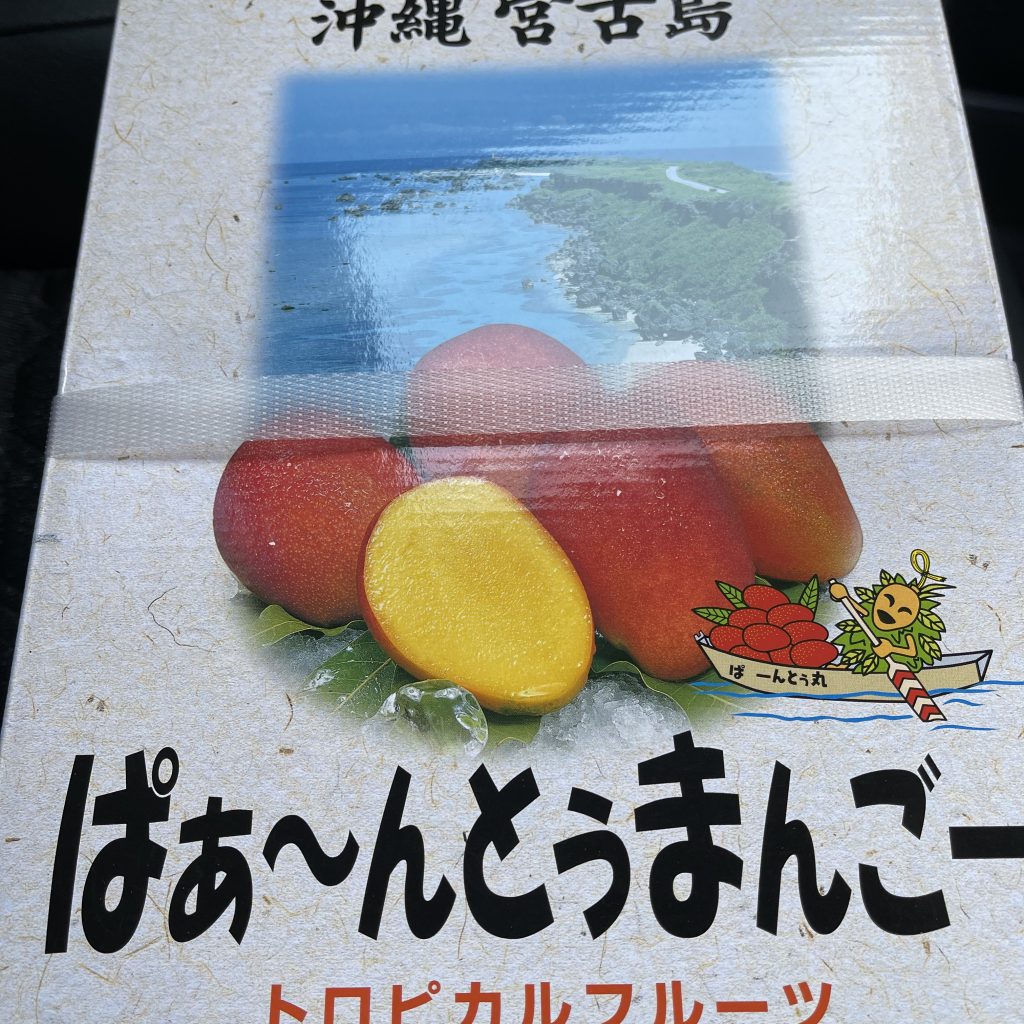 沖縄 宮古島
ぱーんとぅ丸
ぱぁ〜んとぅまんごー
トロピカルフルーツ